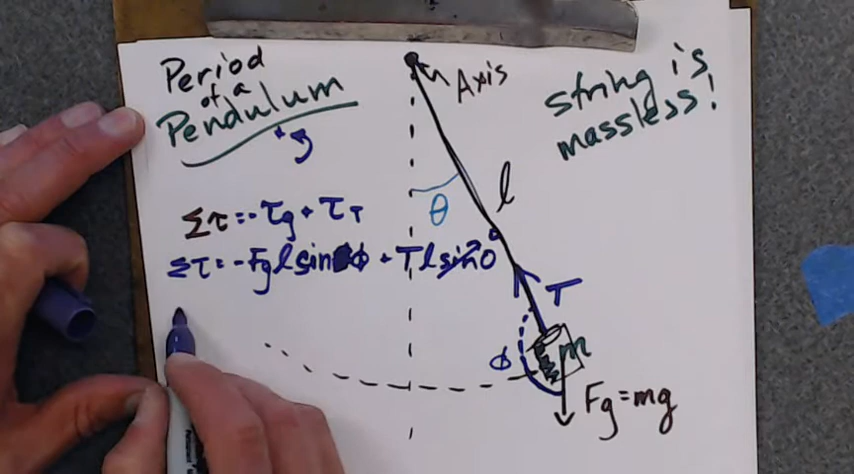 Period
of a
Pendulum
+
Axis
string is
massless!
θ
l
Στ = -τg + τT
Στ = -Fg l sin ϕ + T l sin 0
T
ϕ
m
Fg = mg